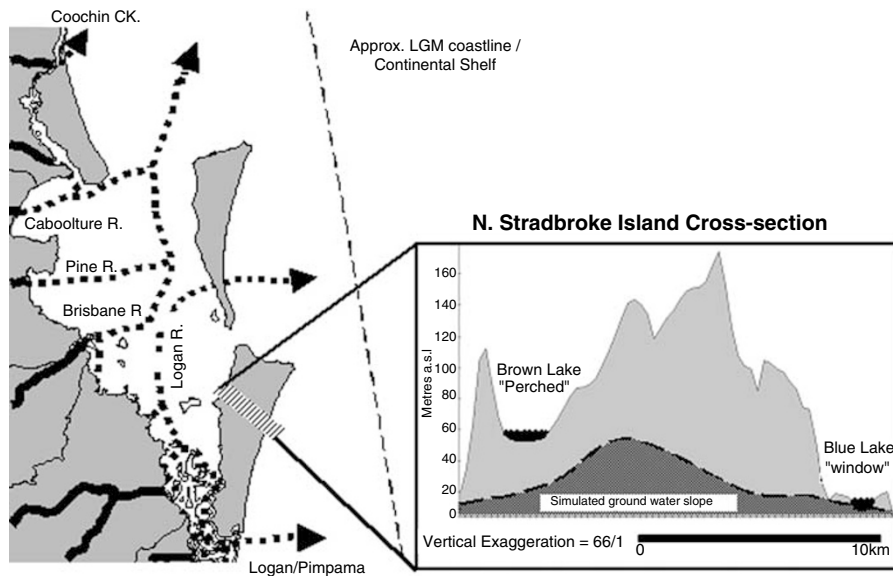 Coochin CK.
Approx. LGM coastline /
Continental Shelf
Caboolture R.
Pine R.
Brisbane R
Logan R.
Logan/Pimpama
N. Stradbroke Island Cross-section
Metres a.s.l
160
140
120
100
80
60
40
20
0
Brown Lake
"Perched"
Blue Lake
"window"
Simulated ground water slope
Vertical Exaggeration = 66/1
0
10km